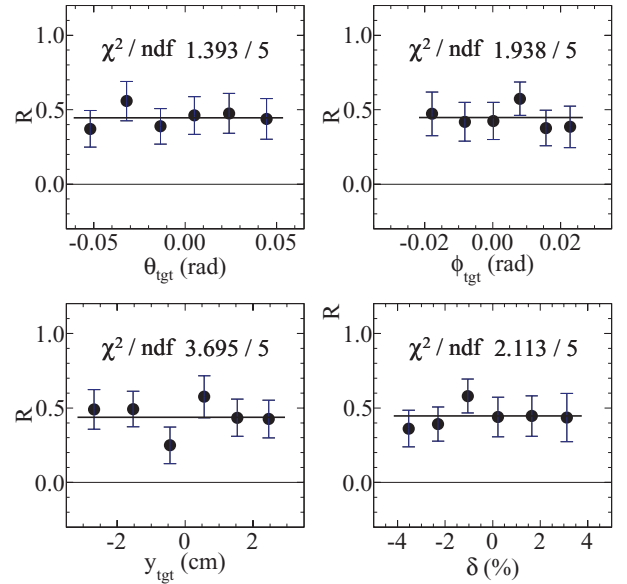 χ² / ndf 1.393 / 5
R
1.0
0.5
0.0
-0.05 0.00 0.05
θtgt (rad)
χ² / ndf 1.938 / 5
1.0
0.5
0.0
-0.02 0.00 0.02
ϕtgt (rad)
χ² / ndf 3.695 / 5
R
1.0
0.5
0.0
-2 0 2
ytgt (cm)
χ² / ndf 2.113 / 5
R
1.0
0.5
0.0
-4 -2 0 2 4
δ (%)